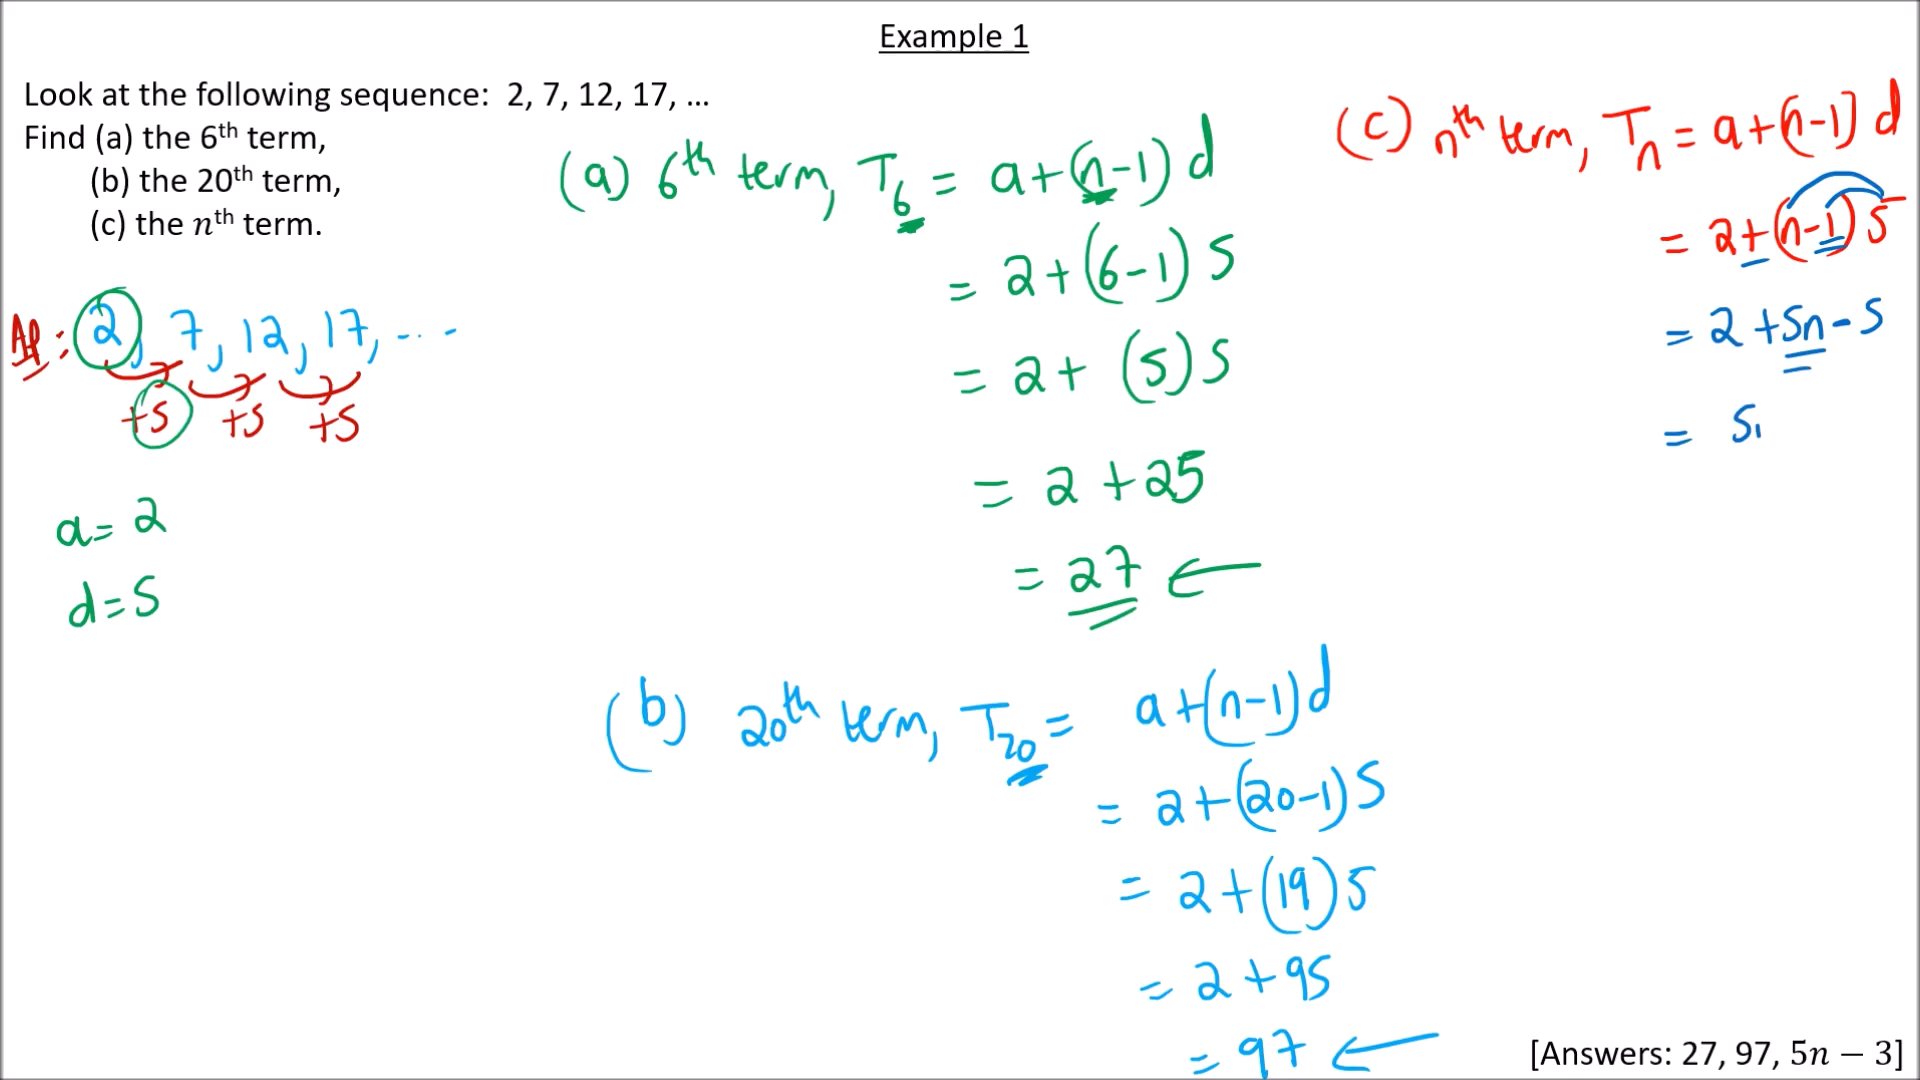 Example 1
Look at the following sequence: 2, 7, 12, 17, ...
Find (a) the 6th term,
(b) the 20th term,
(c) the nth term.
AP: 2, 7, 12, 17, ...
+5 +5 +5
a = 2
d = 5
(a) 6th term, T6 = a+(n-1)d
= 2+(6-1)5
= 2+ (5)5
= 2 +25
= 27 ←
(b) 20th term, T20 = a+(n-1)d
= 2+(20-1)5
= 2+(19)5
= 2 +95
= 97 ←
(c) nth term, Tn = a+(n-1)d
= 2+(n-1)5
= 2 +5n-5
= 5
[Answers: 27, 97, 5n − 3]